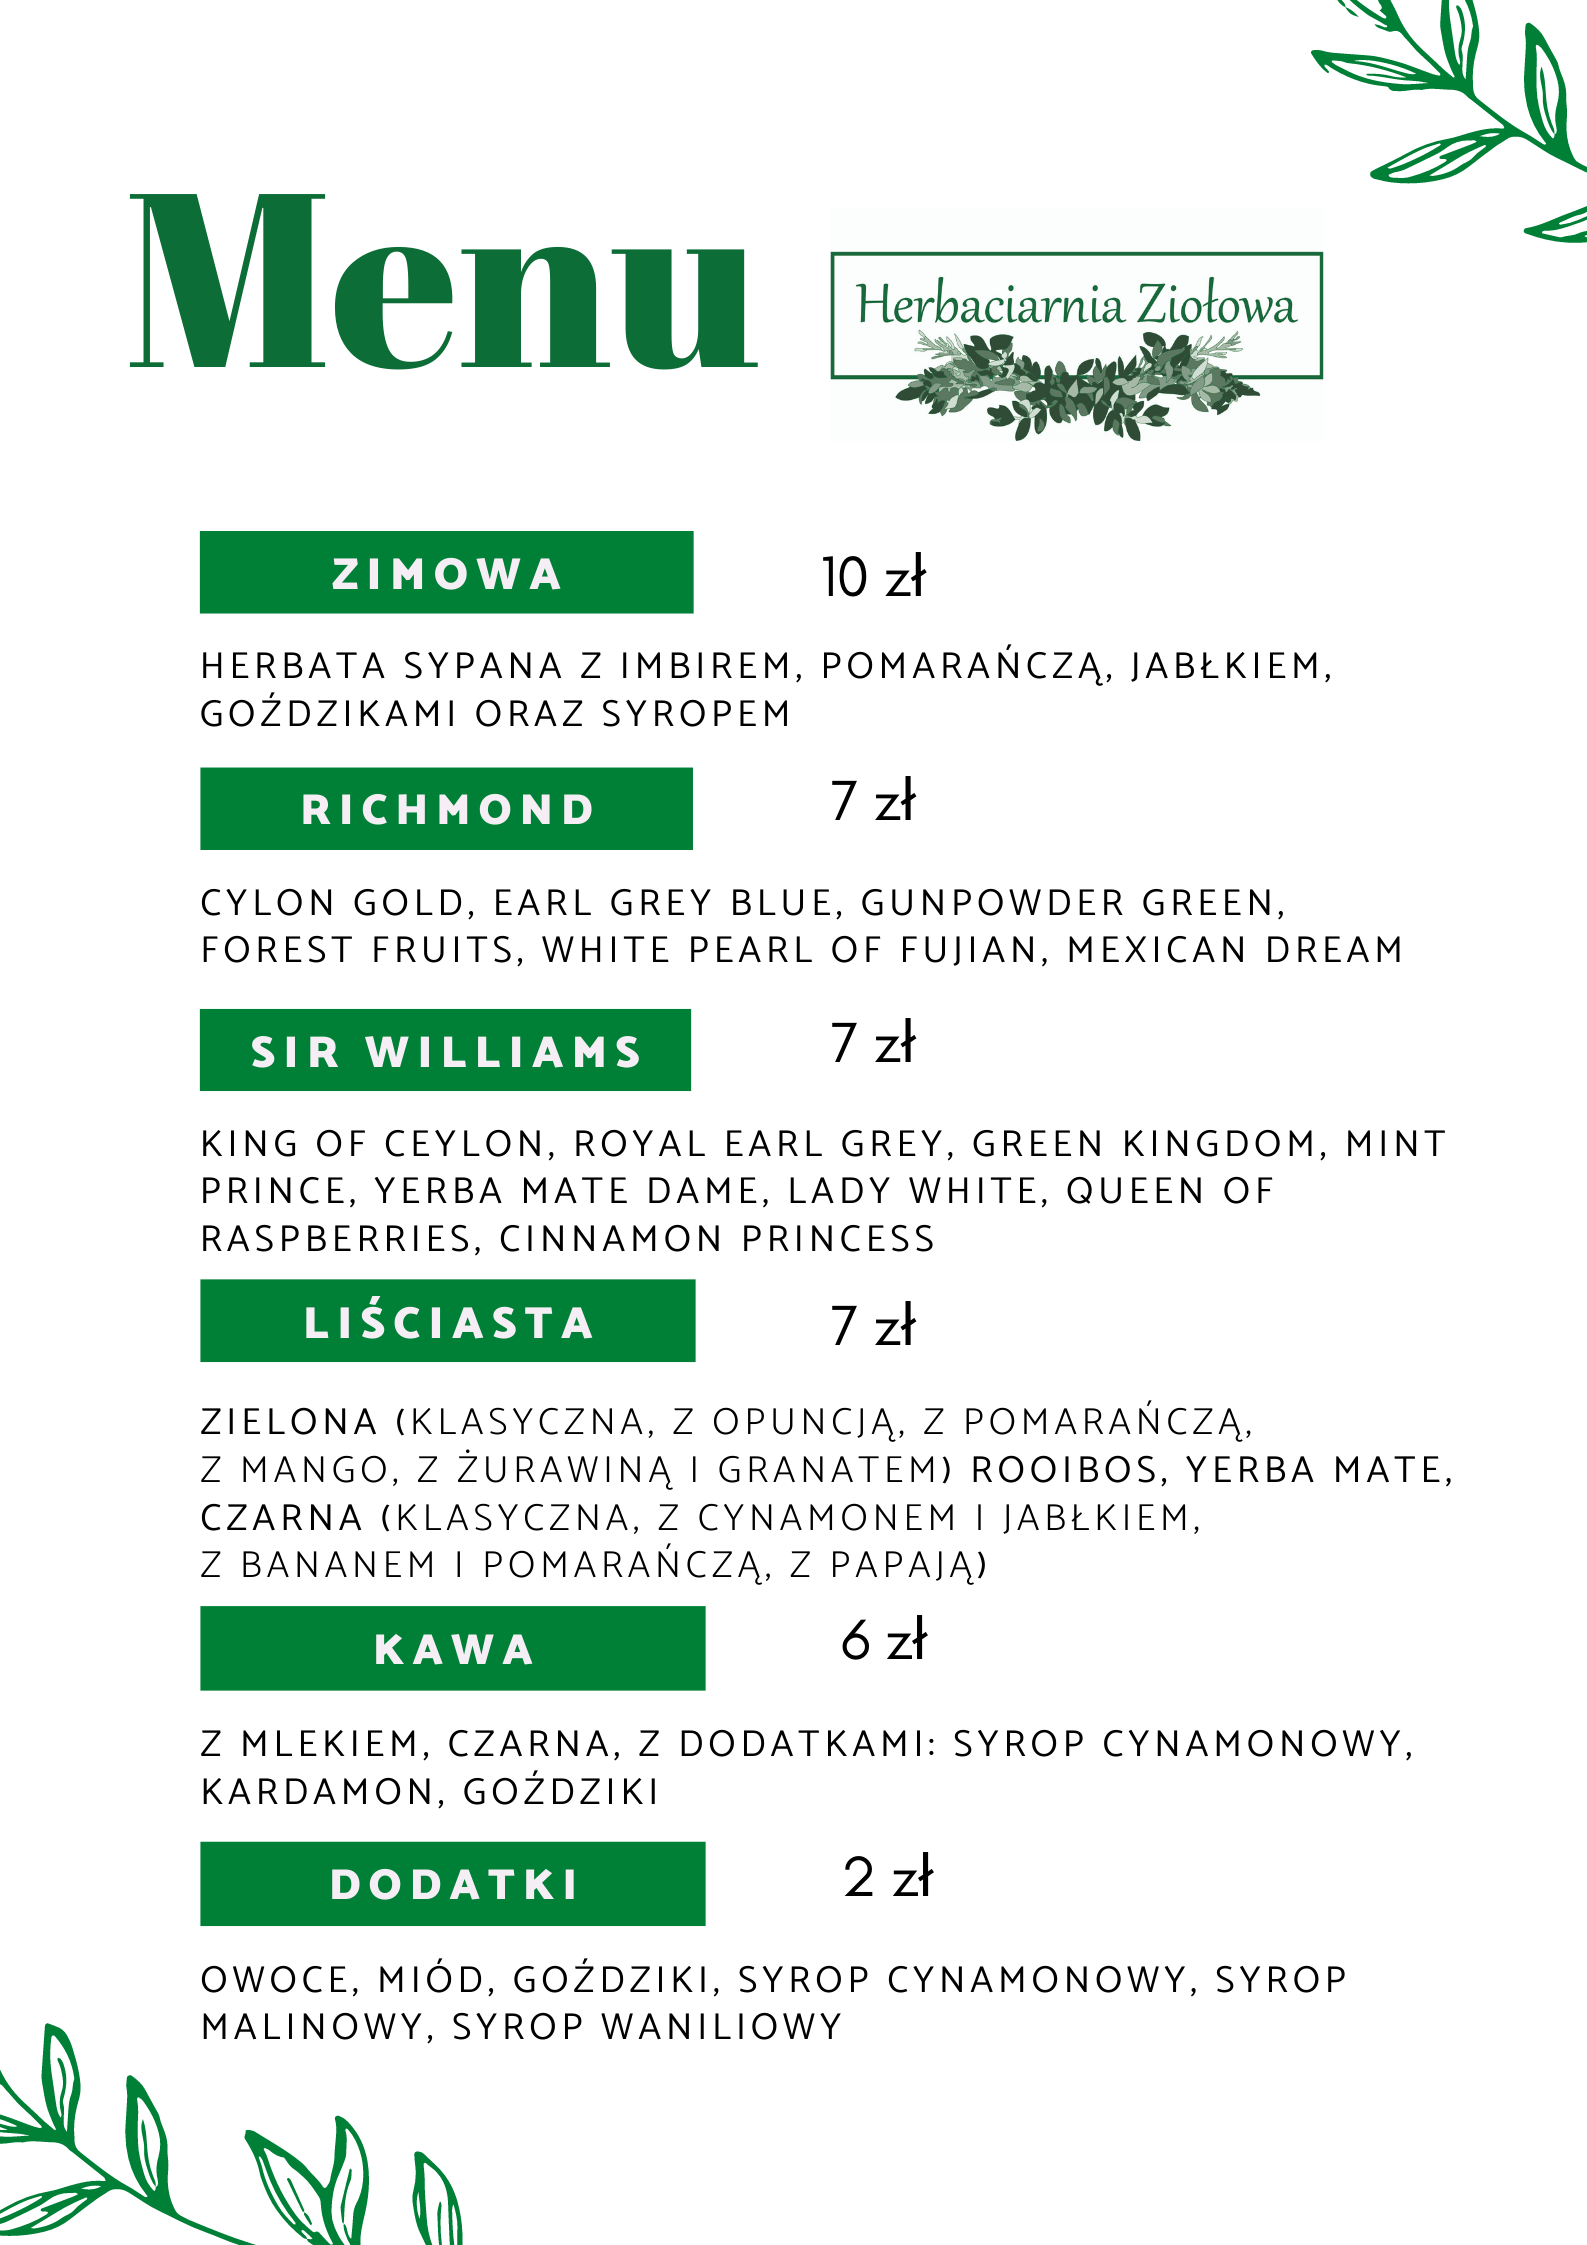 Menu
Herbaciarnia Ziołowa
ZIMOWA
10 zł
HERBATA SYPANA Z IMBIREM, POMARAŃCZĄ, JABŁKIEM,
GOŹDZIKAMI ORAZ SYROPEM
RICHMOND
7 zł
CYLON GOLD, EARL GREY BLUE, GUNPOWDER GREEN,
FOREST FRUITS, WHITE PEARL OF FUJIAN, MEXICAN DREAM
SIR WILLIAMS
7 zł
KING OF CEYLON, ROYAL EARL GREY, GREEN KINGDOM, MINT
PRINCE, YERBA MATE DAME, LADY WHITE, QUEEN OF
RASPBERRIES, CINNAMON PRINCESS
LIŚCIASTA
7 zł
ZIELONA (KLASYCZNA, Z OPUNCJĄ, Z POMARAŃCZĄ,
Z MANGO, Z ŻURAWINĄ I GRANATEM) ROOIBOS, YERBA MATE,
CZARNA (KLASYCZNA, Z CYNAMONEM I JABŁKIEM,
Z BANANEM I POMARAŃCZĄ, Z PAPAJĄ)
KAWA
6 zł
Z MLEKIEM, CZARNA, Z DODATKAMI: SYROP CYNAMONOWY,
KARDAMON, GOŹDZIKI
DODATKI
2 zł
OWOCE, MIÓD, GOŹDZIKI, SYROP CYNAMONOWY, SYROP
MALINOWY, SYROP WANILIOWY